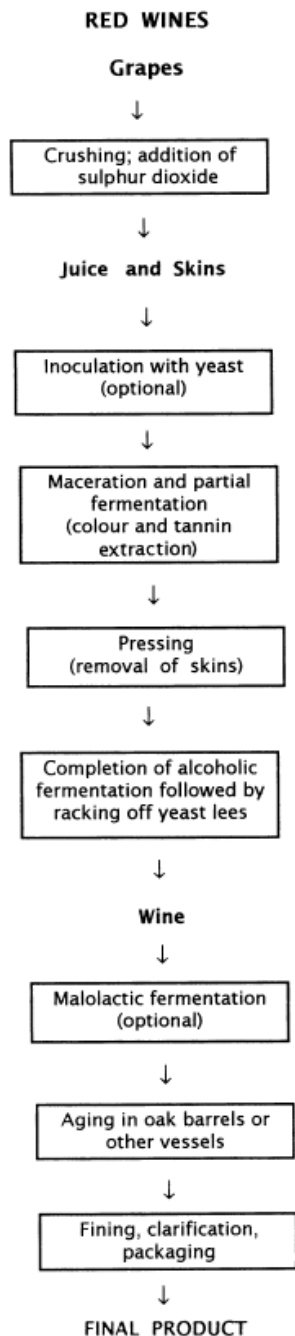 RED WINES
Grapes
↓
Crushing; addition of
sulphur dioxide
↓
Juice and Skins
↓
Inoculation with yeast
(optional)
↓
Maceration and partial
fermentation
(colour and tannin
extraction)
↓
Pressing
(removal of skins)
↓
Completion of alcoholic
fermentation followed by
racking off yeast lees
↓
Wine
↓
Malolactic fermentation
(optional)
↓
Aging in oak barrels or
other vessels
↓
Fining, clarification,
packaging
↓
FINAL PRODUCT